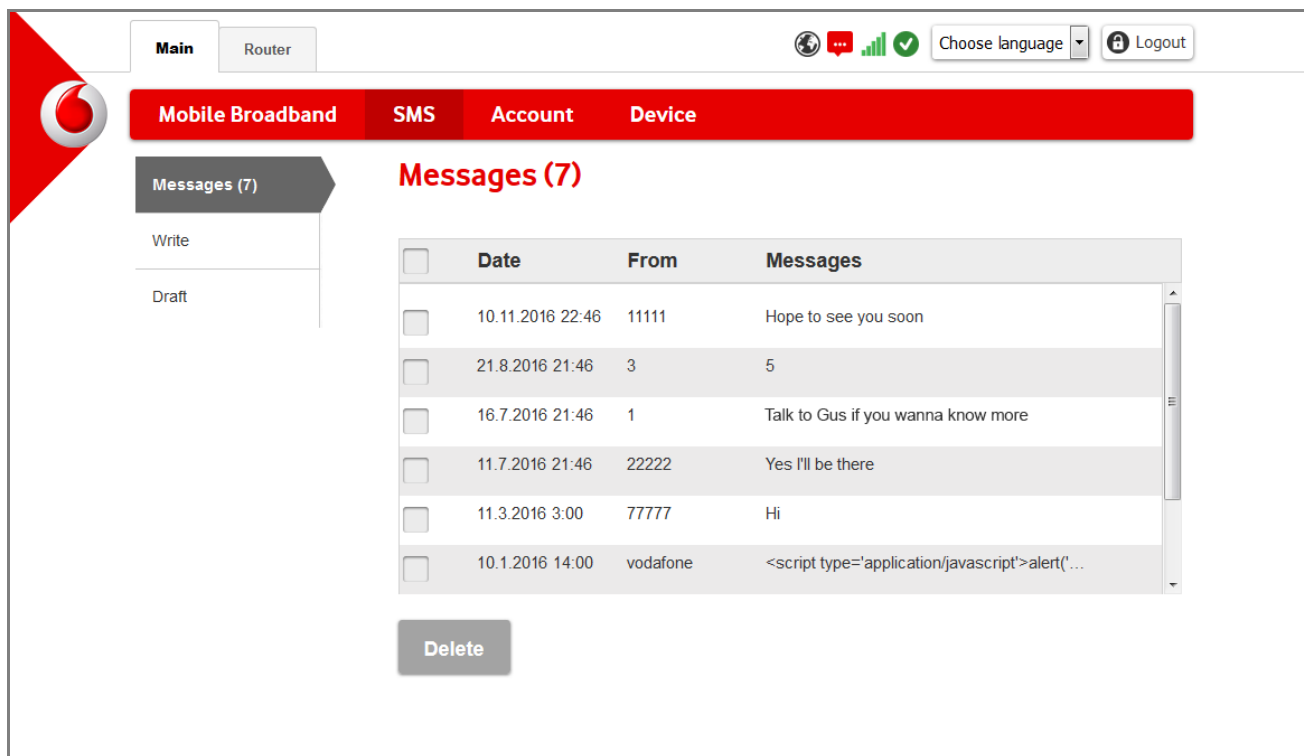 Main Router Choose language Logout
Mobile Broadband SMS Account Device
Messages (7)
Write
Draft
Messages (7)
Date From Messages
10.11.2016 22:46 11111 Hope to see you soon
21.8.2016 21:46 3 5
16.7.2016 21:46 1 Talk to Gus if you wanna know more
11.7.2016 21:46 22222 Yes I'll be there
11.3.2016 3:00 77777 Hi
10.1.2016 14:00 vodafone <script type='application/javascript'>alert('…
Delete